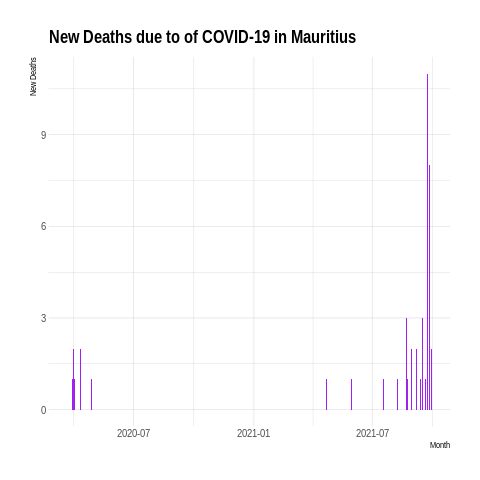 New Deaths due to of COVID-19 in Mauritius
New Deaths
9
6
3
0
2020-07
2021-01
2021-07
Month